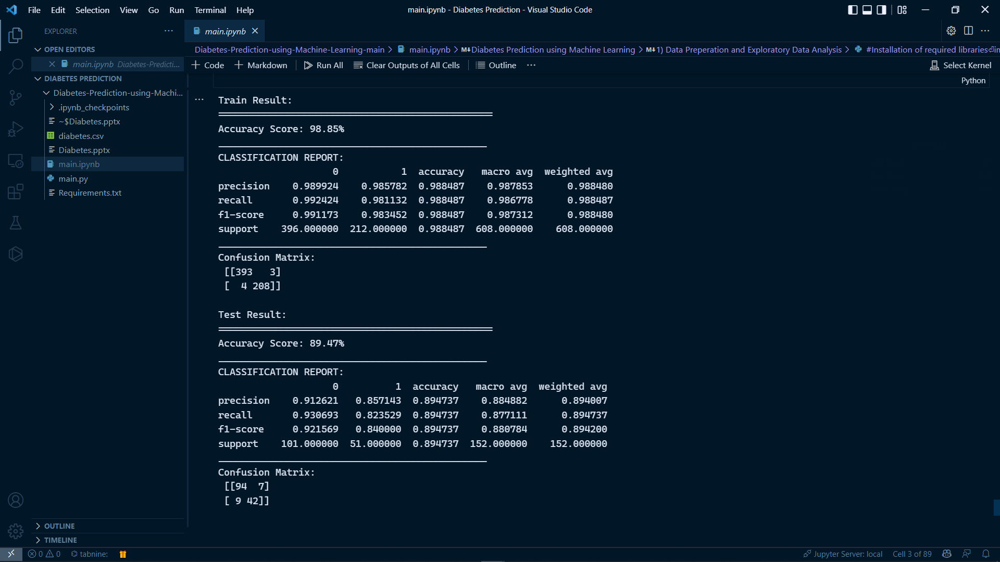 File Edit Selection View Go Run Terminal Help
main.ipynb - Diabetes Prediction - Visual Studio Code
EXPLORER
OPEN EDITORS
main.ipynb Diabetes-Predicti...
DIABETES PREDICTION
Diabetes-Prediction-using-Machi...
.ipynb_checkpoints
~$Diabetes.pptx
diabetes.csv
Diabetes.pptx
main.ipynb
main.py
Requirements.txt
OUTLINE
TIMELINE
main.ipynb
Diabetes-Prediction-using-Machine-Learning-main > main.ipynb > M↓Diabetes Prediction using Machine Learning > M↓1) Data Preperation and Exploratory Data Analysis > #Installation of required libraries⏎im
+ Code + Markdown Run All Clear Outputs of All Cells Outline ...
Select Kernel
Python
Train Result:
================================================
Accuracy Score: 98.85%
_______________________________________________
CLASSIFICATION REPORT:
0 1 accuracy macro avg weighted avg
precision 0.989924 0.985782 0.988487 0.987853 0.988480
recall 0.992424 0.981132 0.988487 0.986778 0.988487
f1-score 0.991173 0.983452 0.988487 0.987312 0.988480
support 396.000000 212.000000 0.988487 608.000000 608.000000
_______________________________________________
Confusion Matrix:
[[393 3]
[ 4 208]]
Test Result:
================================================
Accuracy Score: 89.47%
_______________________________________________
CLASSIFICATION REPORT:
0 1 accuracy macro avg weighted avg
precision 0.912621 0.857143 0.894737 0.884882 0.894007
recall 0.930693 0.823529 0.894737 0.877111 0.894737
f1-score 0.921569 0.840000 0.894737 0.880784 0.894200
support 101.000000 51.000000 0.894737 152.000000 152.000000
_______________________________________________
Confusion Matrix:
[[94 7]
[ 9 42]]
0 0 tabnine:
Jupyter Server: local Cell 3 of 89